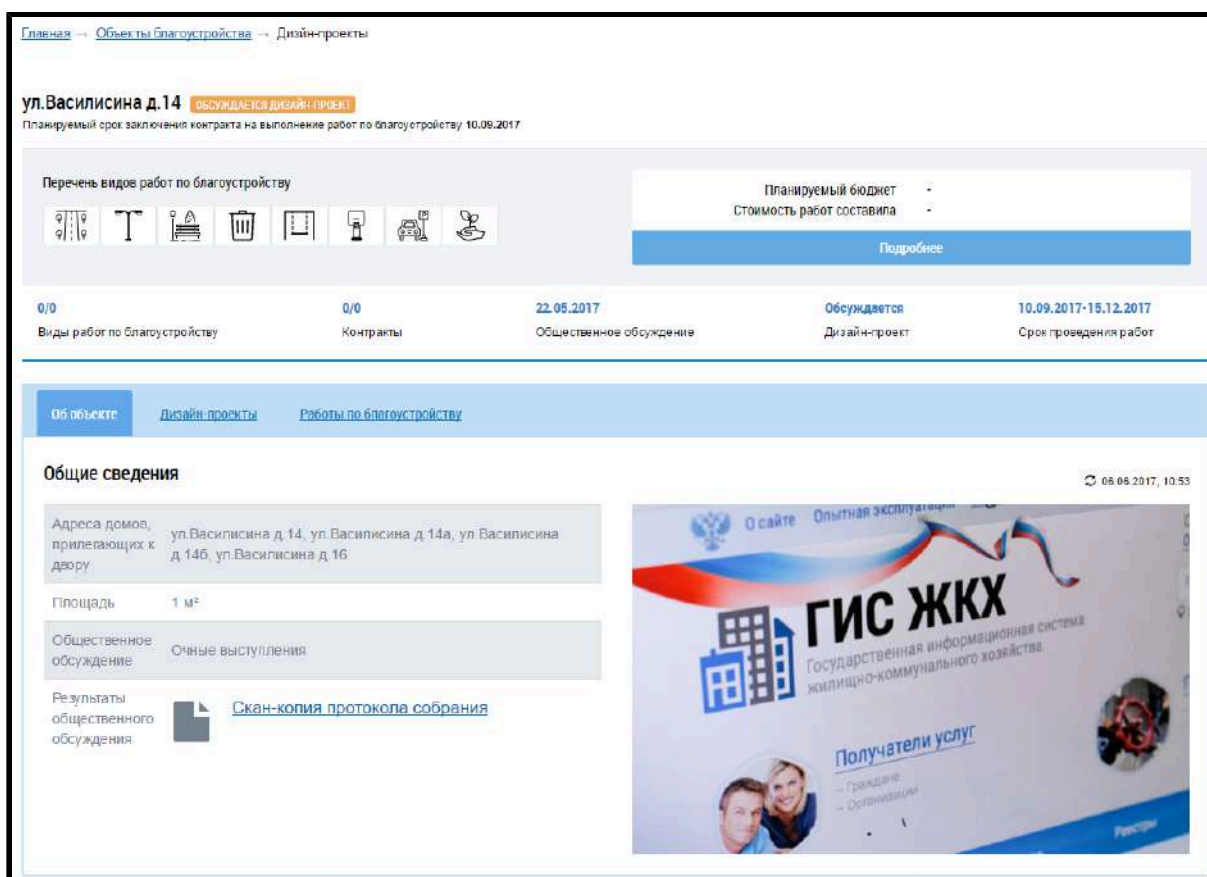 Главная → Объекты благоустройства → Дизйн-проекты
ул.Василисина д.14 ОБСУЖДАЕТСЯ ДИЗАЙН-ПРОЕКТ
Планируемый срок заключения контракта на выполнение работ по благоустройству 10.09.2017
Перечень видов работ по благоустройству
Планируемый бюджет -
Стоимость работ составила -
Подробнее
0/0 0/0 22.05.2017 Обсуждается 10.09.2017-15.12.2017
Виды работ по благоустройству Контракты Общественное обсуждение Дизайн-проект Срок проведения работ
Об объекте Дизайн-проекты Работы по благоустройству
Общие сведения
06.06.2017, 10:53
Адреса домов, прилегающих к двору
ул.Василисина д.14, ул.Василисина д.14а, ул.Василисина
д.14б, ул.Василисина д.16
Площадь 1 м²
Общественное
обсуждение
Очные выступления
Результаты
общественного
обсуждения
Скан-копия протокола собрания
О сайте Опытная эксплуатация
ГИС ЖКХ
Государственная информационная система
жилищно-коммунального хозяйства
Получатели услуг
– Граждане
– Организации
Реестры